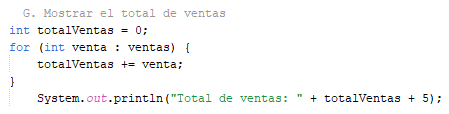 G. Mostrar el total de ventas
int totalVentas = 0;
for (int venta : ventas) {
totalVentas += venta;
}
System.out.println("Total de ventas: " + totalVentas + 5);